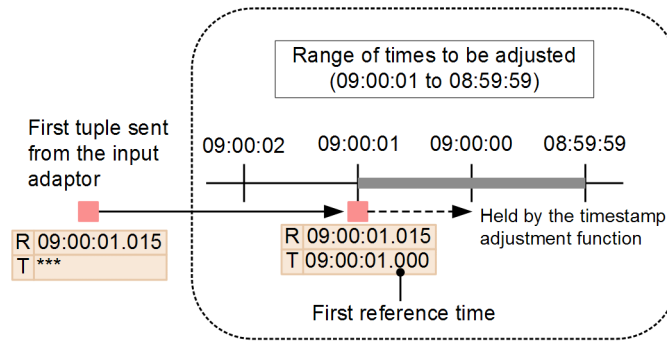 Range of times to be adjusted
(09:00:01 to 08:59:59)
First tuple sent
from the input
adaptor
09:00:02 09:00:01 09:00:00 08:59:59
R 09:00:01.015
T ***
R 09:00:01.015
T 09:00:01.000
Held by the timestamp
adjustment function
First reference time